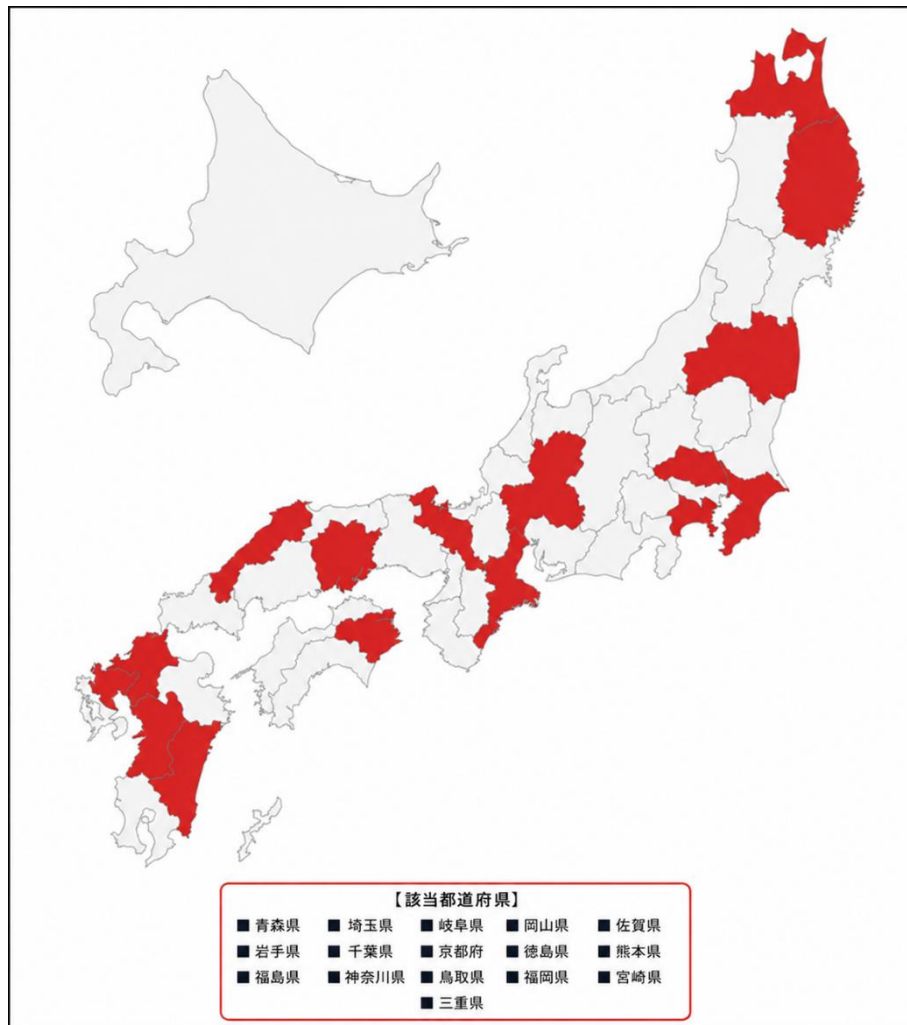 【該当都道府県】
■ 青森県 ■ 埼玉県 ■ 岐阜県 ■ 岡山県 ■ 佐賀県
■ 岩手県 ■ 千葉県 ■ 京都府 ■ 徳島県 ■ 熊本県
■ 福島県 ■ 神奈川県 ■ 鳥取県 ■ 福岡県 ■ 宮崎県
■ 三重県